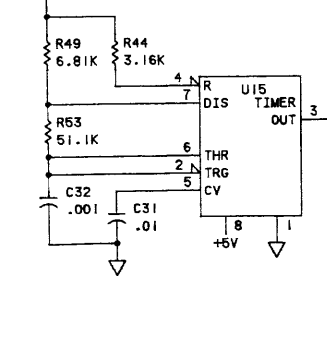 R49
6.81K
R44
3.16K
4
R
U15
7
DIS
TIMER
OUT
3
R53
51.1K
6
THR
2
TRG
5
CV
C32
.001
C31
.01
8
1
+5V